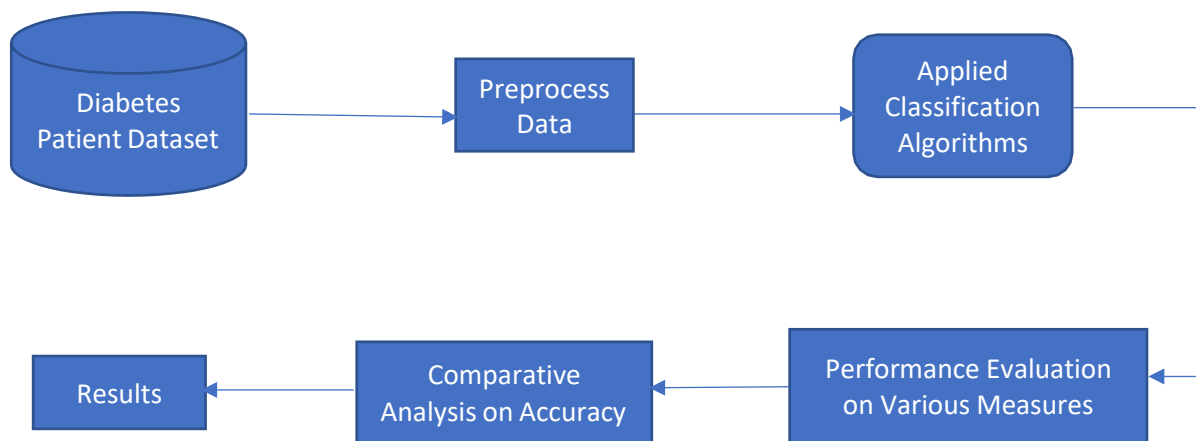 Diabetes
Patient Dataset
Preprocess
Data
Applied
Classification
Algorithms
Performance Evaluation
on Various Measures
Comparative
Analysis on Accuracy
Results